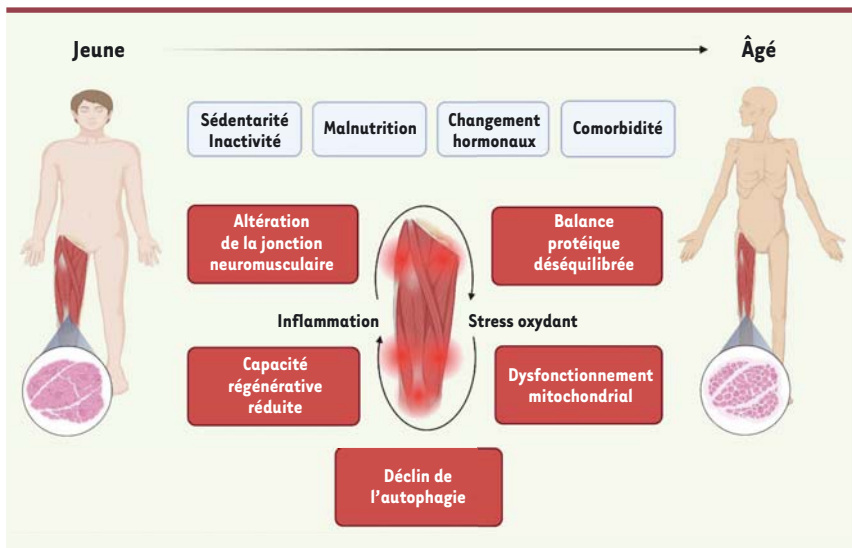 Jeune
Âgé
Sédentarité
Inactivité
Malnutrition
Changement
hormonaux
Comorbidité
Altération
de la jonction
neuromusculaire
Balance
protéique
déséquilibrée
Inflammation
Stress oxydant
Capacité
régénérative
réduite
Dysfonctionnement
mitochondrial
Déclin de
l'autophagie